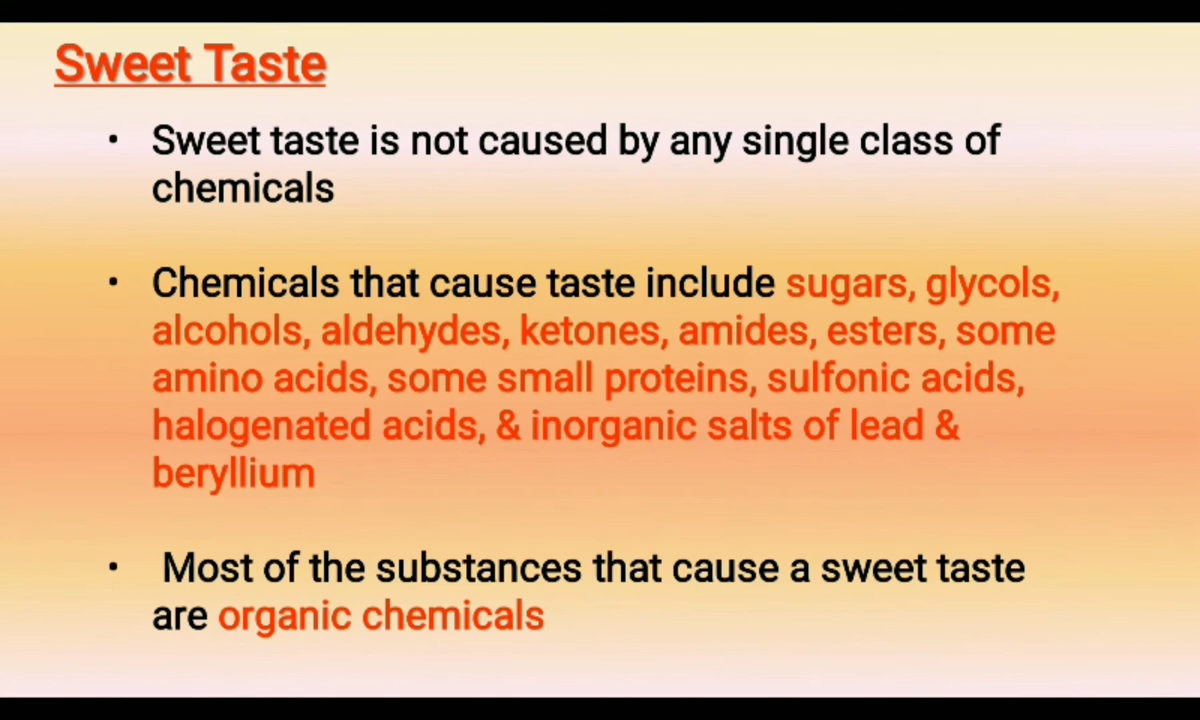 Sweet Taste
• Sweet taste is not caused by any single class of
chemicals
• Chemicals that cause taste include sugars, glycols,
alcohols, aldehydes, ketones, amides, esters, some
amino acids, some small proteins, sulfonic acids,
halogenated acids, & inorganic salts of lead &
beryllium
• Most of the substances that cause a sweet taste
are organic chemicals